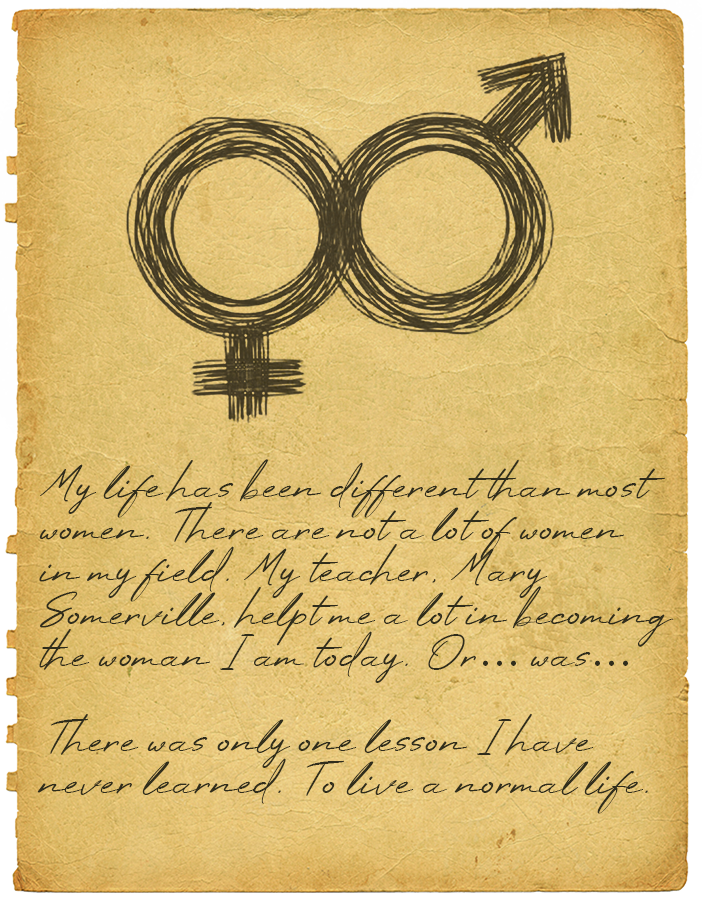 My life has been different than most
women. There are not a lot of women
in my field. My teacher, Mary
Somerville, helpt me a lot in becoming
the woman I am today. Or... was...
There was only one lesson I have
never learned. To live a normal life.